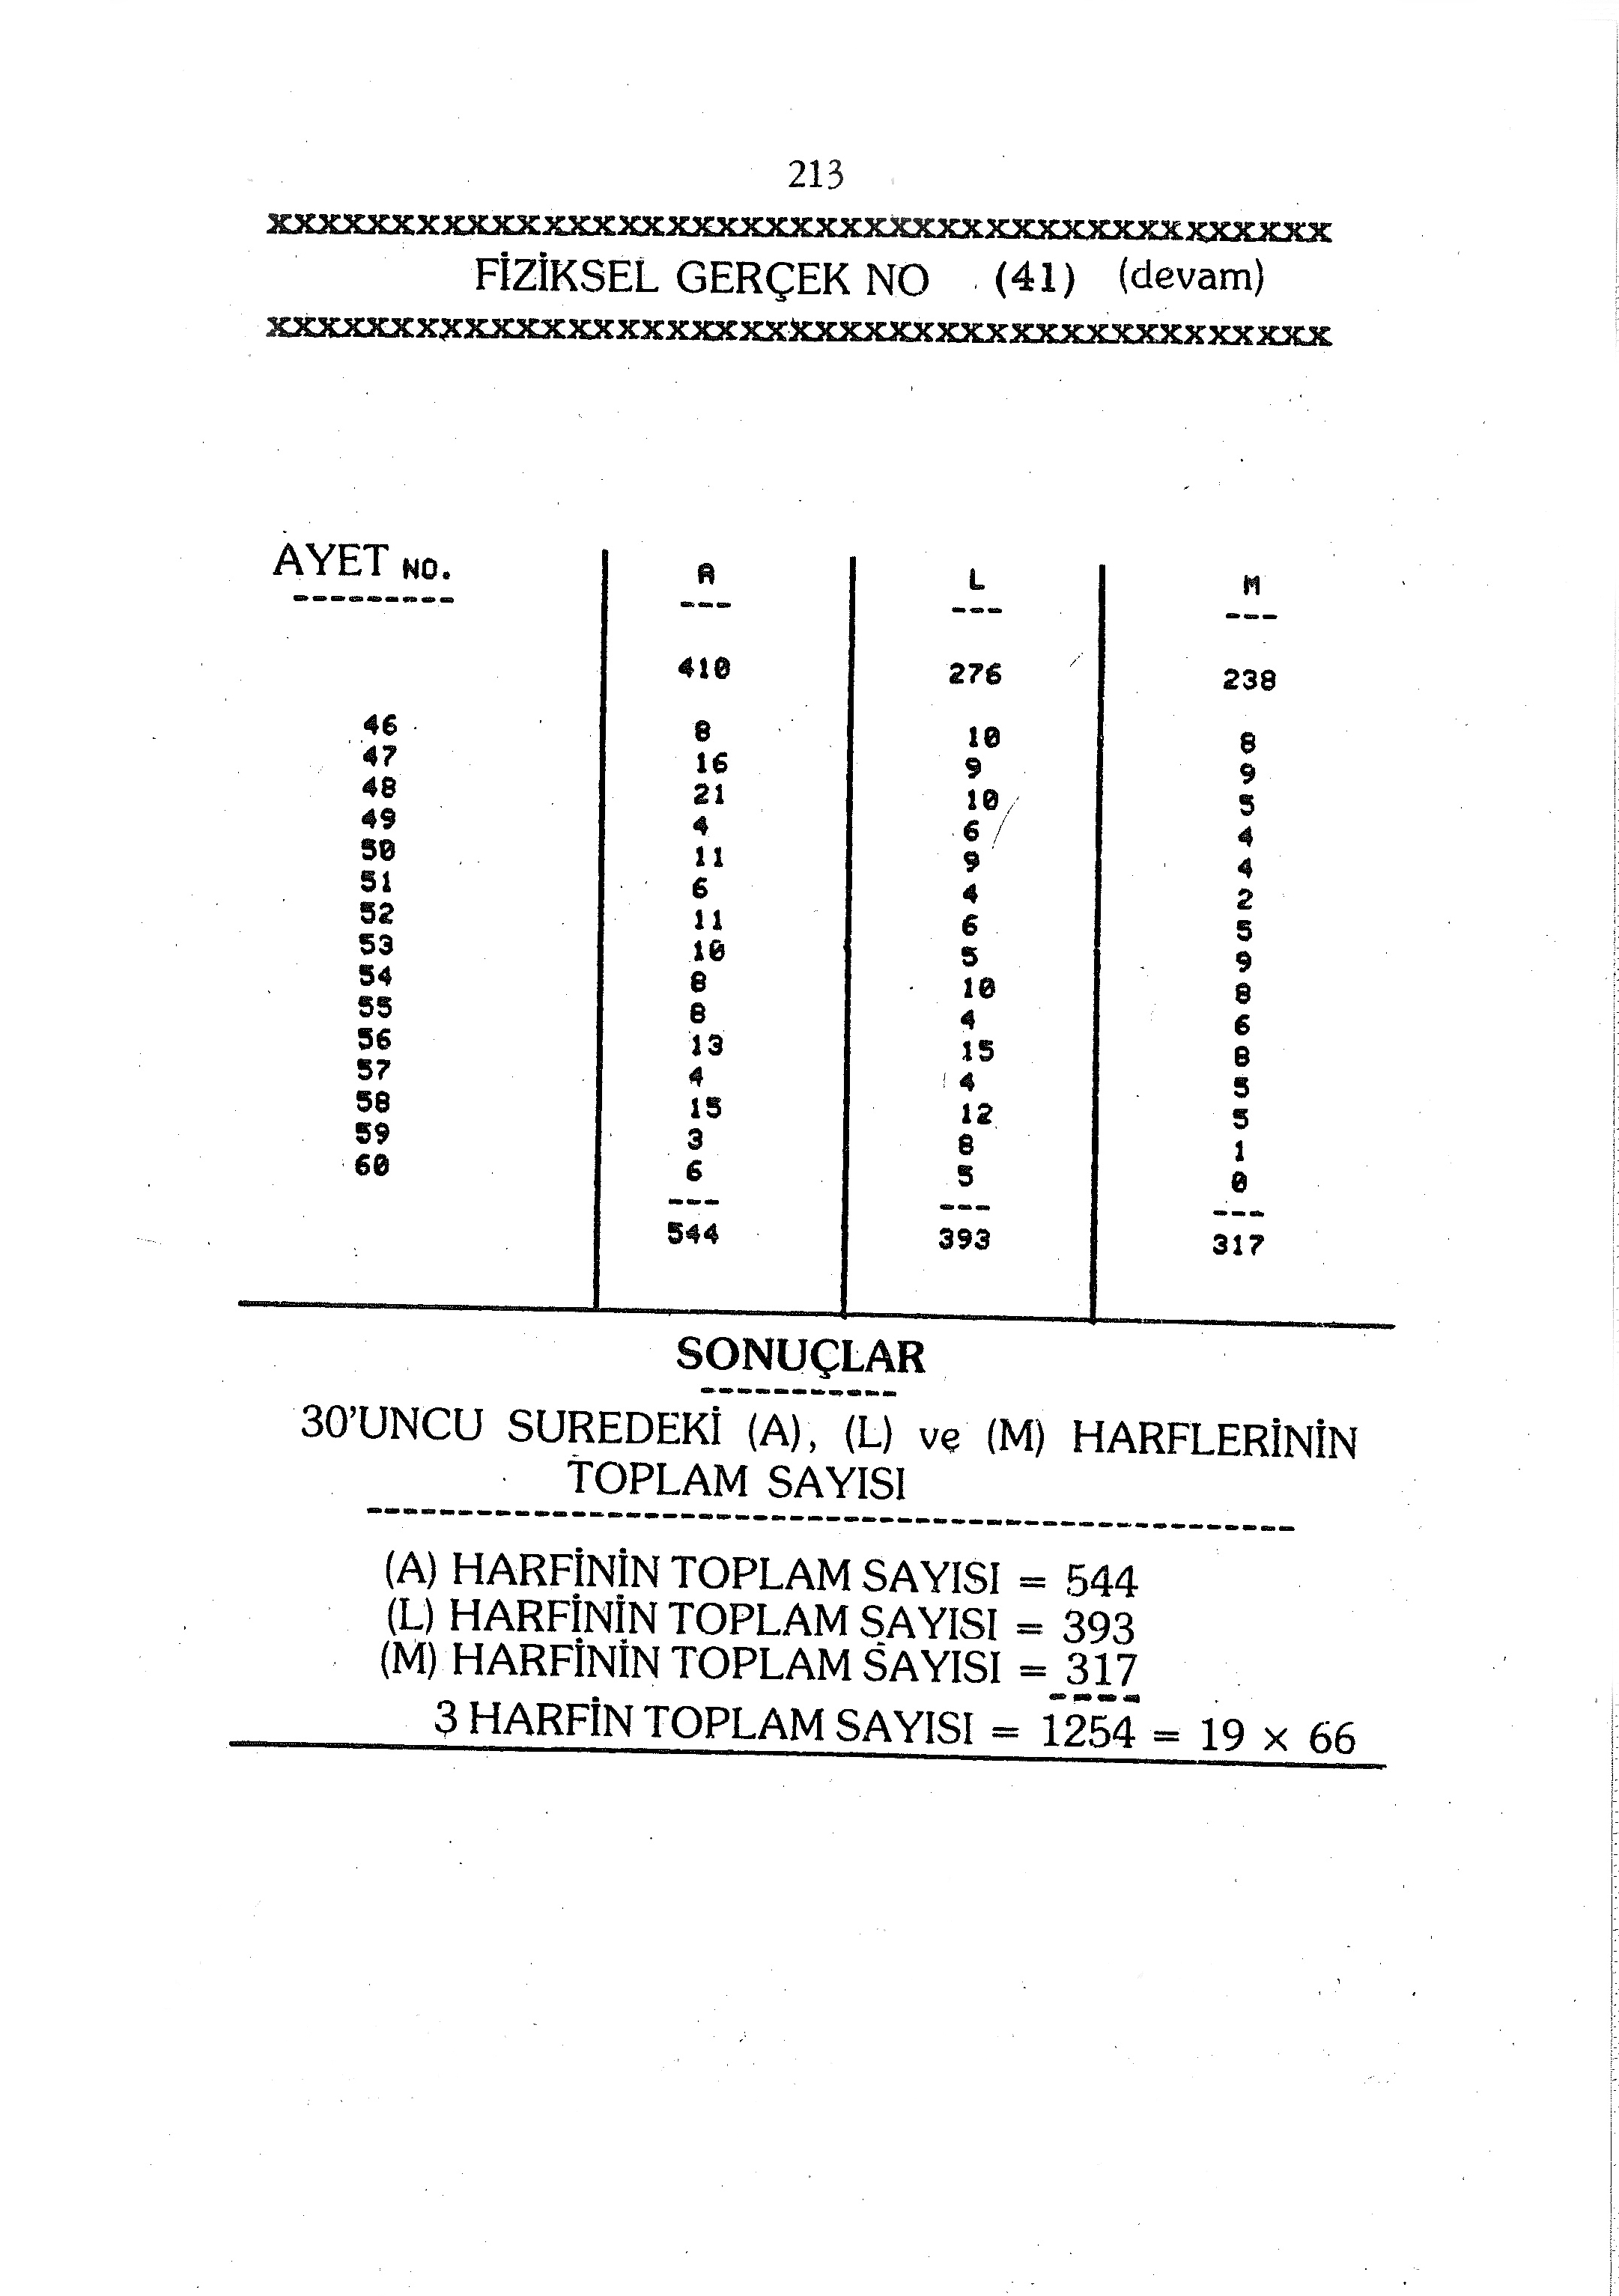 213
xxxxxxxxxxxxxxxxxxxxxxxxxxxxxxxxxxxxxxxxxxx
FİZİKSEL GERÇEK NO (41) (devam)
xxxxxxxxxxxxxxxxxxxxxxxxxxxxxxxxxxxxxxxxxxx
AYET NO. A L M
---------- --- --- ---
410 276 238
46 8 10 8
47 16 9 9
48 21 10 5
49 4 6 4
50 11 9 4
51 6 4 2
52 11 6 5
53 10 5 9
54 8 10 8
55 8 4 6
56 13 15 8
57 4 4 5
58 15 12 5
59 3 8 1
60 6 5 0
--- --- ---
544 393 317
SONUÇLAR
------------
30'UNCU SUREDEKİ (A), (L) ve (M) HARFLERİNİN
TOPLAM SAYISI
--------------------------------------------------
(A) HARFİNİN TOPLAM SAYISI = 544
(L) HARFİNİN TOPLAM SAYISI = 393
(M) HARFİNİN TOPLAM SAYISI = 317
----
3 HARFİN TOPLAM SAYISI = 1254 = 19 x 66